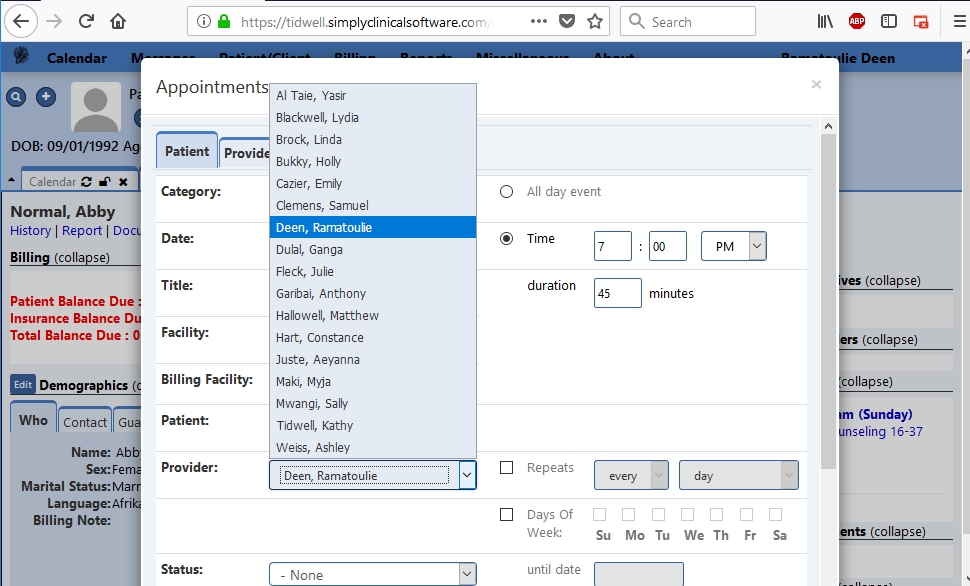 https://tidwell.simplyclinicalsoftware.com/
Search
ABP
Calendar Messages Patient/Client Billing Reports Miscellaneous About Ramatoulie Deen
Pa
DOB: 09/01/1992 Ag
Calendar
Normal, Abby
History | Report | Docu
Billing (collapse)
Patient Balance Due :
Insurance Balance Du
Total Balance Due : 0
Edit Demographics (c
Who Contact Gua
Name: Abby
Sex: Fema
Marital Status: Marr
Language: Afrika
Billing Note:
Appointments
×
Patient Provide
Category:
Date:
Title:
Facility:
Billing Facility:
Patient:
Provider:
Status:
Al Taie, Yasir
Blackwell, Lydia
Brock, Linda
Bukky, Holly
Cazier, Emily
Clemens, Samuel
Deen, Ramatoulie
Dulal, Ganga
Fleck, Julie
Garibai, Anthony
Hallowell, Matthew
Hart, Constance
Juste, Aeyanna
Maki, Myja
Mwangi, Sally
Tidwell, Kathy
Weiss, Ashley
Deen, Ramatoulie
- None
All day event
Time 7 : 00 PM
duration 45 minutes
Repeats every day
Days Of
Week:
Su Mo Tu We Th Fr Sa
until date
ives (collapse)
ers (collapse)
collapse)
am (Sunday)
unseling 16-37
ents (collapse)